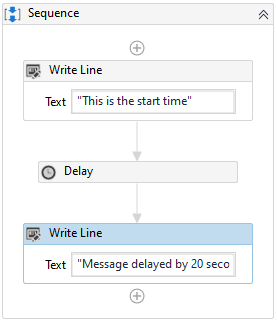 Sequence
Write Line
Text "This is the start time"
Delay
Write Line
Text "Message delayed by 20 seco